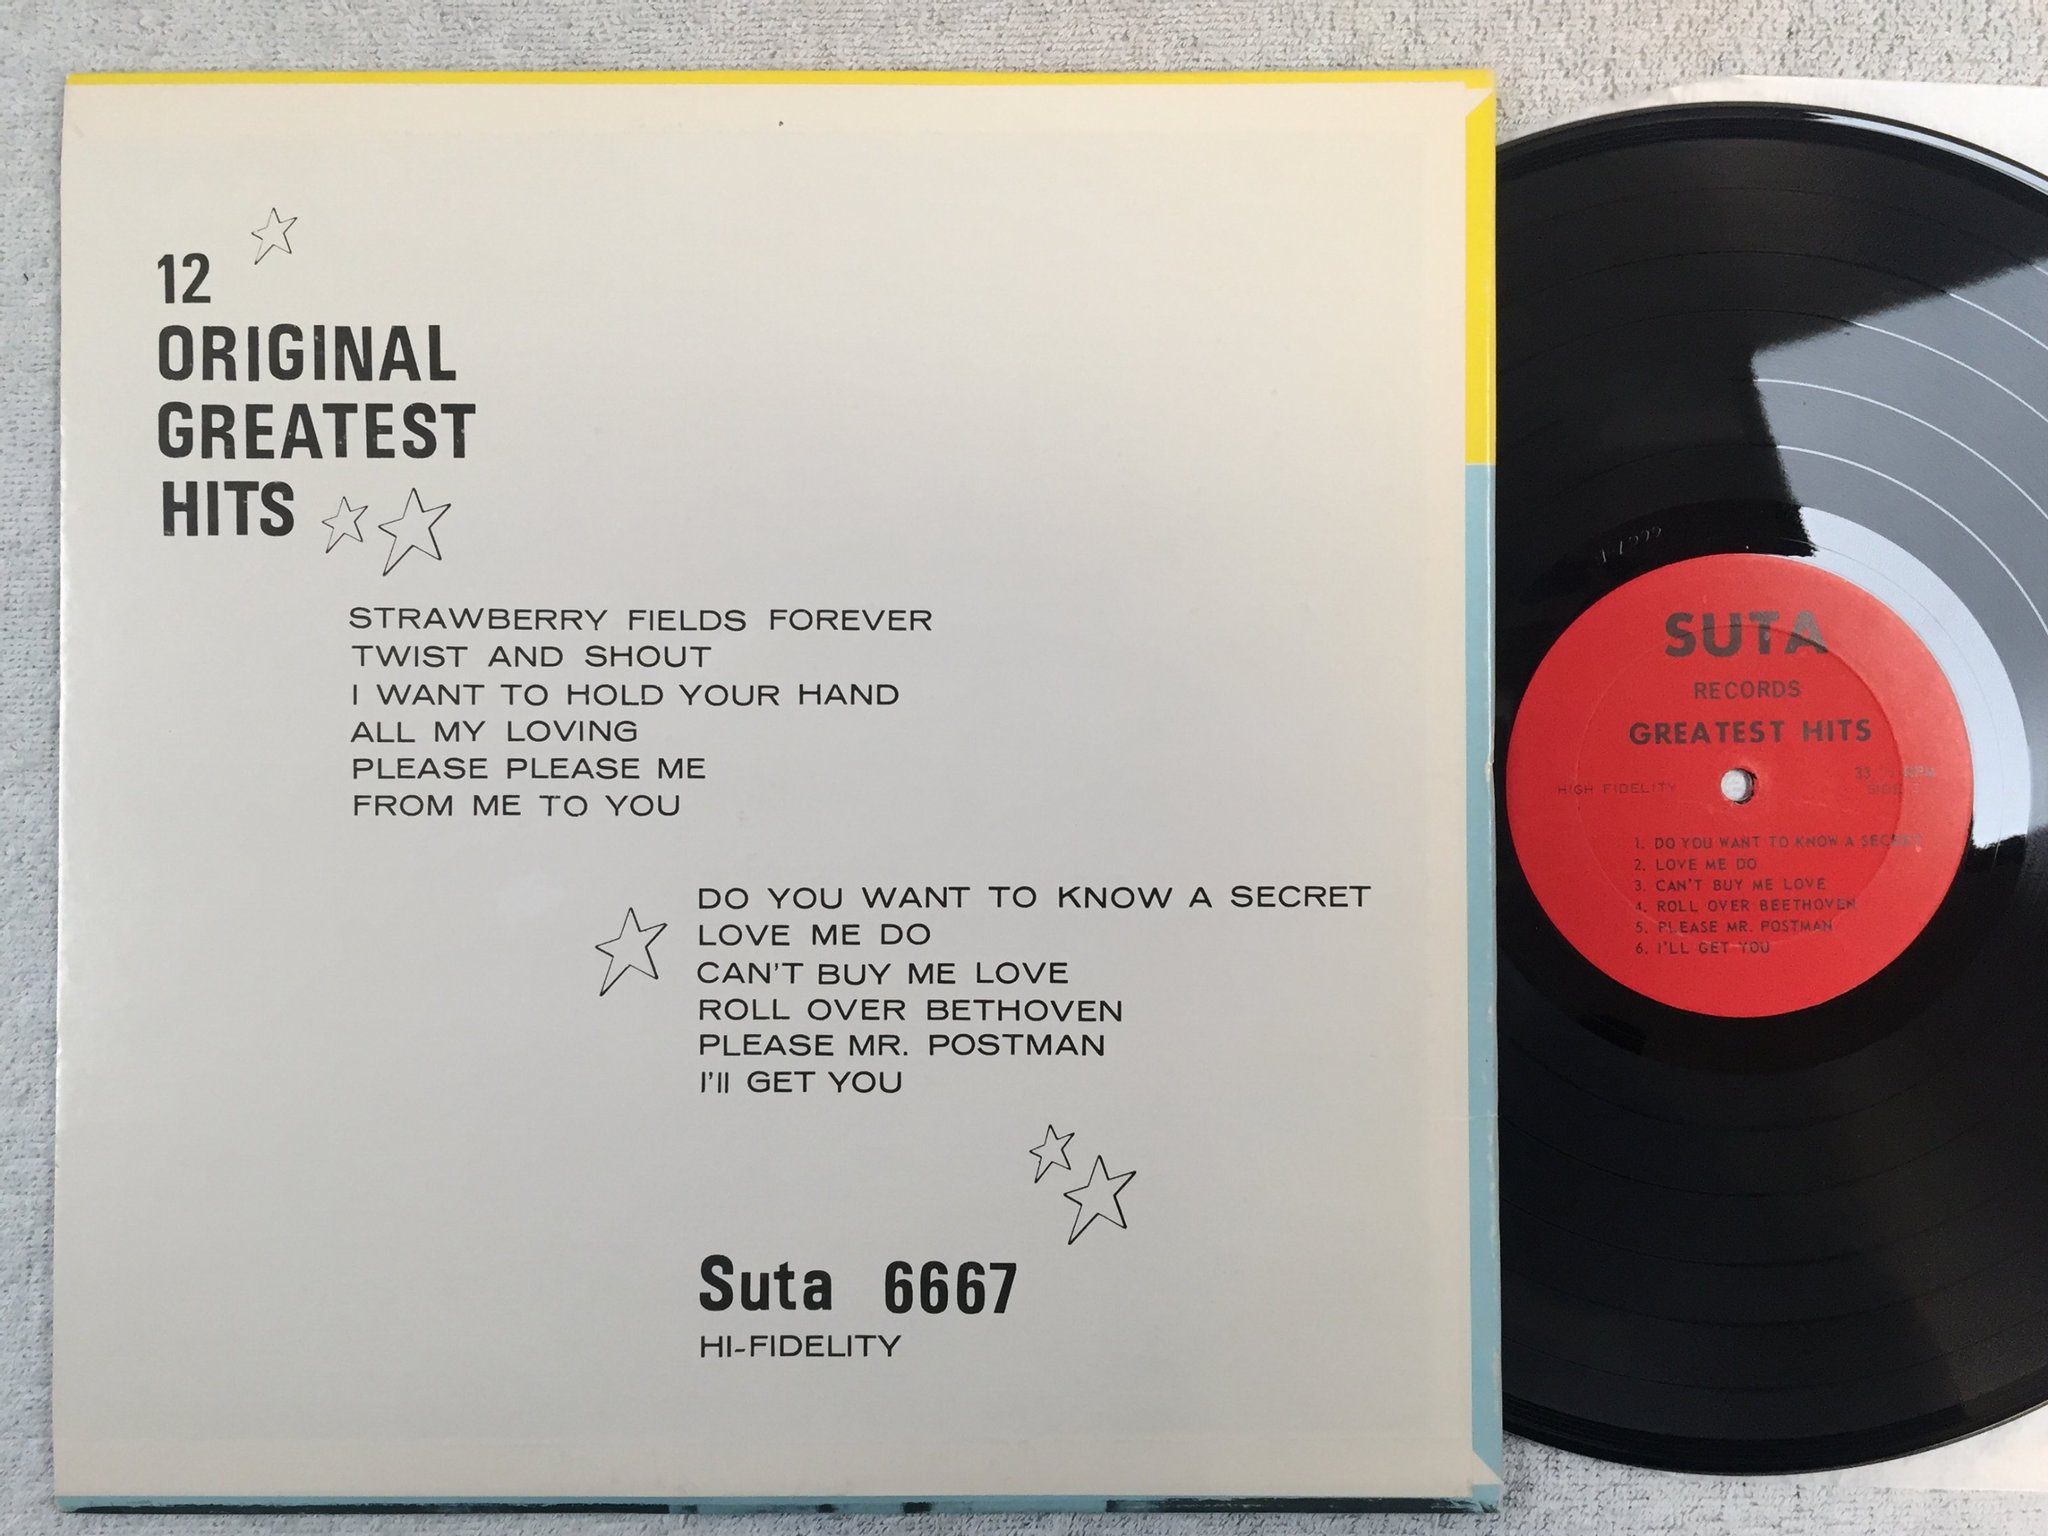 12
ORIGINAL
GREATEST
HITS
STRAWBERRY FIELDS FOREVER
TWIST AND SHOUT
I WANT TO HOLD YOUR HAND
ALL MY LOVING
PLEASE PLEASE ME
FROM ME TO YOU
DO YOU WANT TO KNOW A SECRET
LOVE ME DO
CAN'T BUY ME LOVE
ROLL OVER BETHOVEN
PLEASE MR. POSTMAN
I'll GET YOU
Suta 6667
HI-FIDELITY
SUTA
RECORDS
GREATEST HITS
HIGH FIDELITY
33 RPM
SIDE
1. DO YOU WANT TO KNOW A SECRET
2. LOVE ME DO
3. CAN'T BUY ME LOVE
4. ROLL OVER BEETHOVEN
5. PLEASE MR. POSTMAN
6. I'LL GET YOU